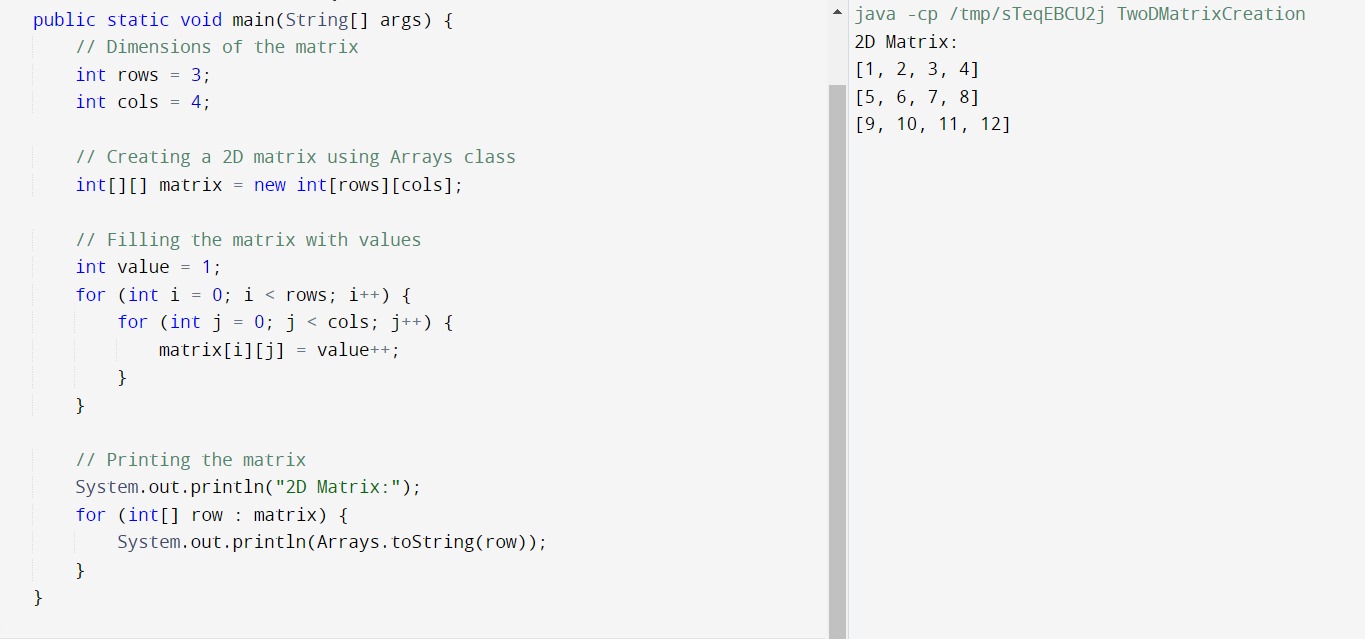 public static void main(String[] args) {
// Dimensions of the matrix
int rows = 3;
int cols = 4;
// Creating a 2D matrix using Arrays class
int[][] matrix = new int[rows][cols];
// Filling the matrix with values
int value = 1;
for (int i = 0; i < rows; i++) {
for (int j = 0; j < cols; j++) {
matrix[i][j] = value++;
}
}
// Printing the matrix
System.out.println("2D Matrix:");
for (int[] row : matrix) {
System.out.println(Arrays.toString(row));
}
}
java -cp /tmp/sTeqEBCU2j TwoDMatrixCreation
2D Matrix:
[1, 2, 3, 4]
[5, 6, 7, 8]
[9, 10, 11, 12]